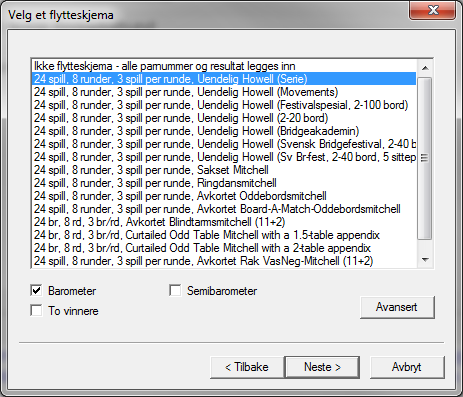 Velg et flytteskjema
Ikke flytteskjema - alle parnummer og resultat legges inn
24 spill, 8 runder, 3 spill per runde, Uendelig Howell (Serie)
24 spill, 8 runder, 3 spill per runde, Uendelig Howell (Movements)
24 spill, 8 runder, 3 spill per runde, Uendelig Howell (Festivalspesial, 2-100 bord)
24 spill, 8 runder, 3 spill per runde, Uendelig Howell (2-20 bord)
24 spill, 8 runder, 3 spill per runde, Uendelig Howell (Bridgeakademin)
24 spill, 8 runder, 3 spill per runde, Uendelig Howell (Svensk Bridgefestival, 2-40 b
24 spill, 8 runder, 3 spill per runde, Uendelig Howell (Sv Br-fest, 2-40 bord, 5 sittep
24 spill, 8 runder, 3 spill per runde, Sakset Mitchell
24 spill, 8 runder, 3 spill per runde, Ringdansmitchell
24 spill, 8 runder, 3 spill per runde, Avkortet Oddebordsmitchell
24 spill, 8 runder, 3 spill per runde, Avkortet Board-A-Match-Oddebordsmitchell
24 br, 8 rd, 3 br/rd, Avkortet Blindtamsmitchell (11+2)
24 br, 8 rd, 3 br/rd, Curtailed Odd Table Mitchell with a 1.5-table appendix
24 br, 8 rd, 3 br/rd, Curtailed Odd Table Mitchell with a 2-table appendix
24 spill, 8 runder, 3 spill per runde, Avkortet Rak VasNeg-Mitchell (11+2)
Barometer
Semibarometer
To vinnere
Avansert
< Tilbake
Neste >
Avbryt